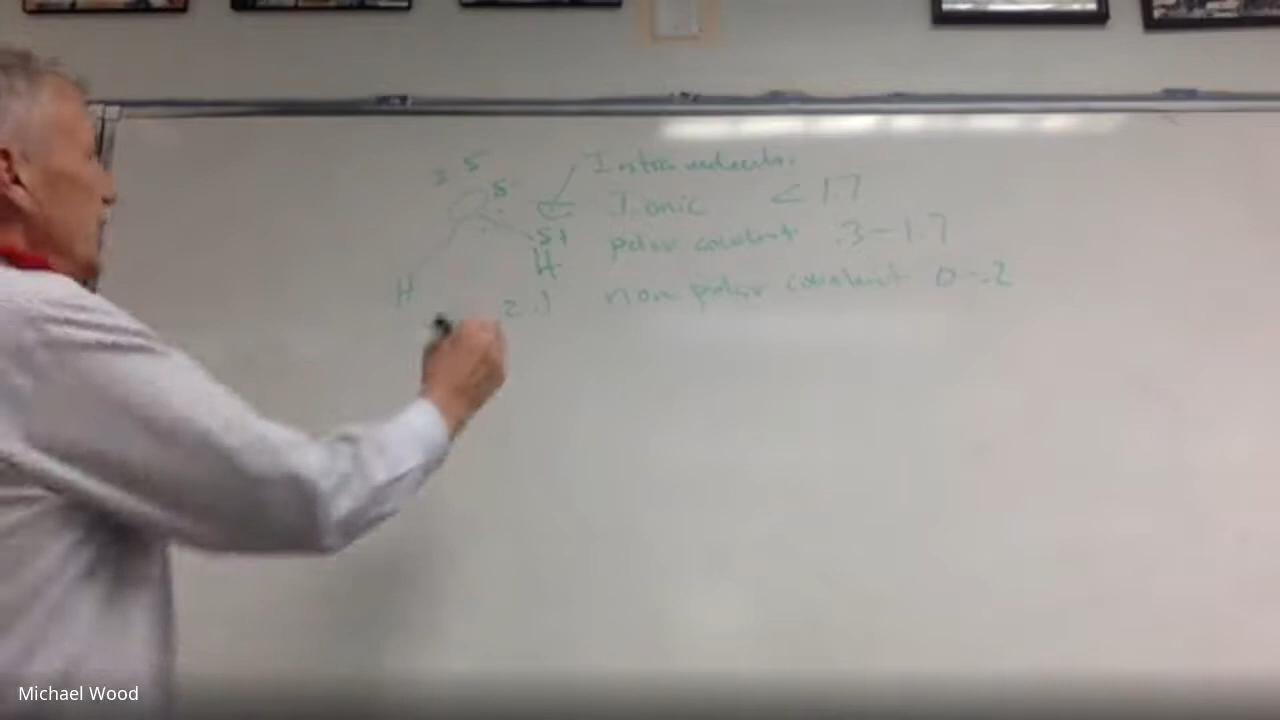 3.5
δ-
Intramolecular
Ionic < 1.7
δ+ polar covalent .3-1.7
H
H 2.1 non polar covalent 0-.2
Michael Wood